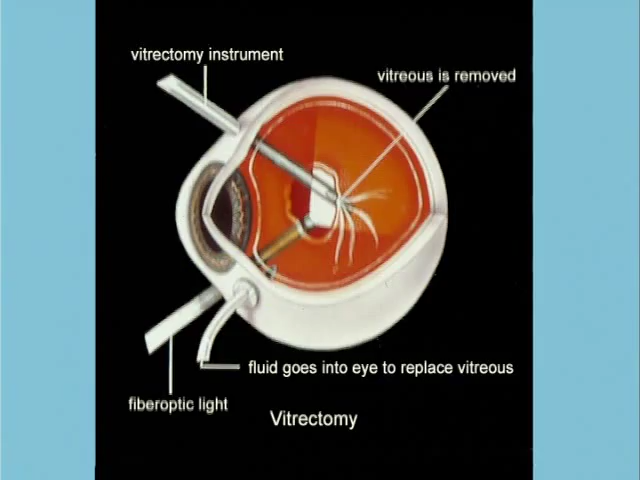 vitrectomy instrument
vitreous is removed
fluid goes into eye to replace vitreous
fiberoptic light
Vitrectomy